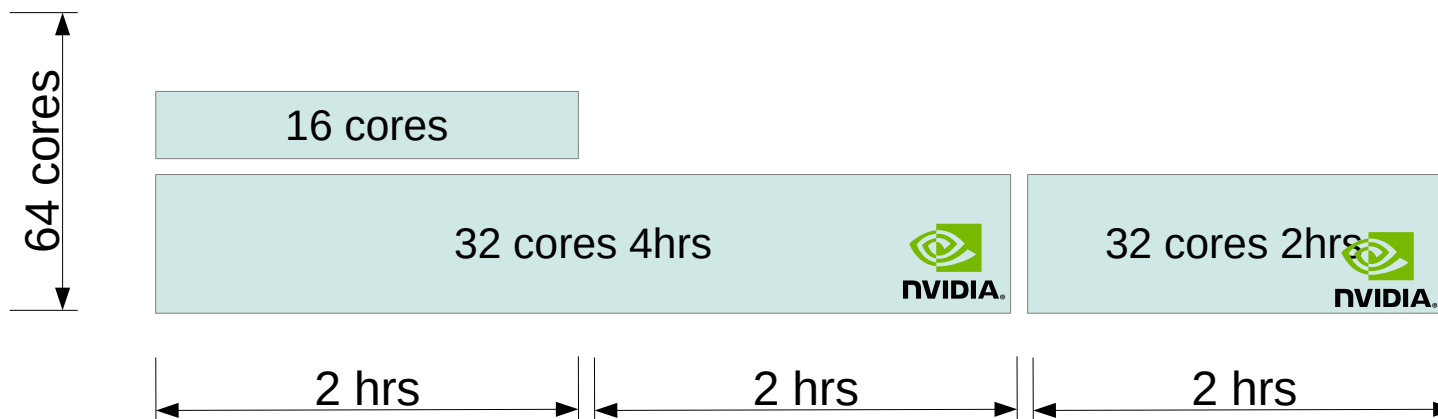 64 cores
16 cores
32 cores 4hrs
NVIDIA.
32 cores 2hrs
NVIDIA.
2 hrs
2 hrs
2 hrs